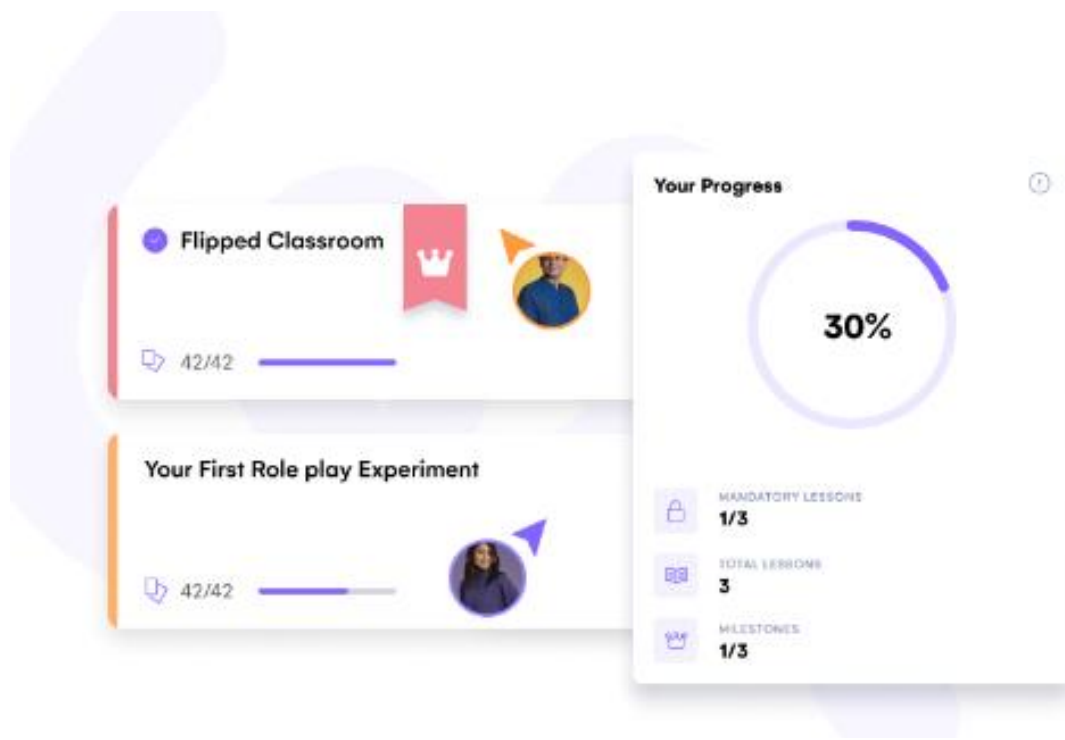 Flipped Classroom
42/42
Your First Role play Experiment
42/42
Your Progress
30%
MANDATORY LESSONS
1/3
TOTAL LESSONS
3
MILESTONES
1/3